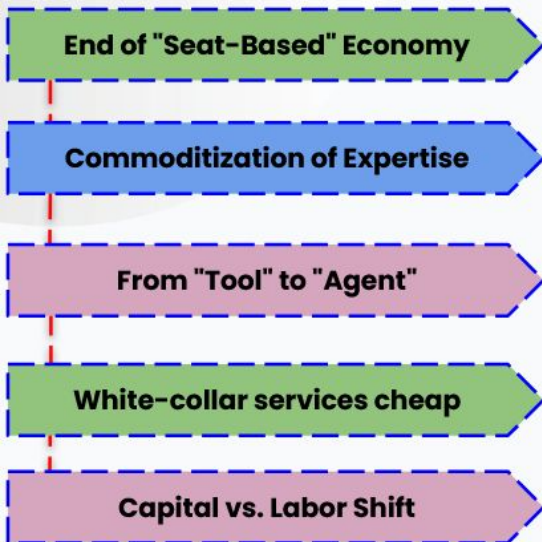 End of "Seat-Based" Economy
Commoditization of Expertise
From "Tool" to "Agent"
White-collar services cheap
Capital vs. Labor Shift